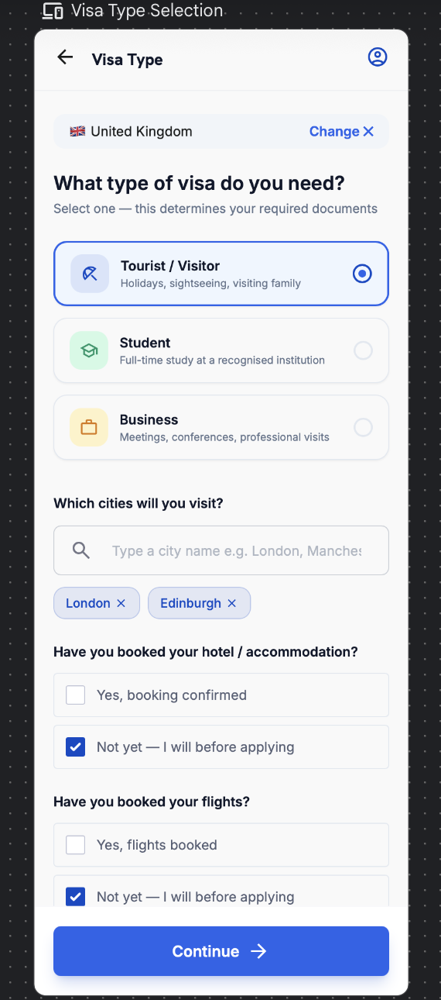 Visa Type Selection
Visa Type
🇬🇧 United Kingdom
Change ✕
What type of visa do you need?
Select one — this determines your required documents
Tourist / Visitor
Holidays, sightseeing, visiting family
Student
Full-time study at a recognised institution
Business
Meetings, conferences, professional visits
Which cities will you visit?
Type a city name e.g. London, Manches
London ✕
Edinburgh ✕
Have you booked your hotel / accommodation?
Yes, booking confirmed
Not yet — I will before applying
Have you booked your flights?
Yes, flights booked
Not yet — I will before applying
Continue →